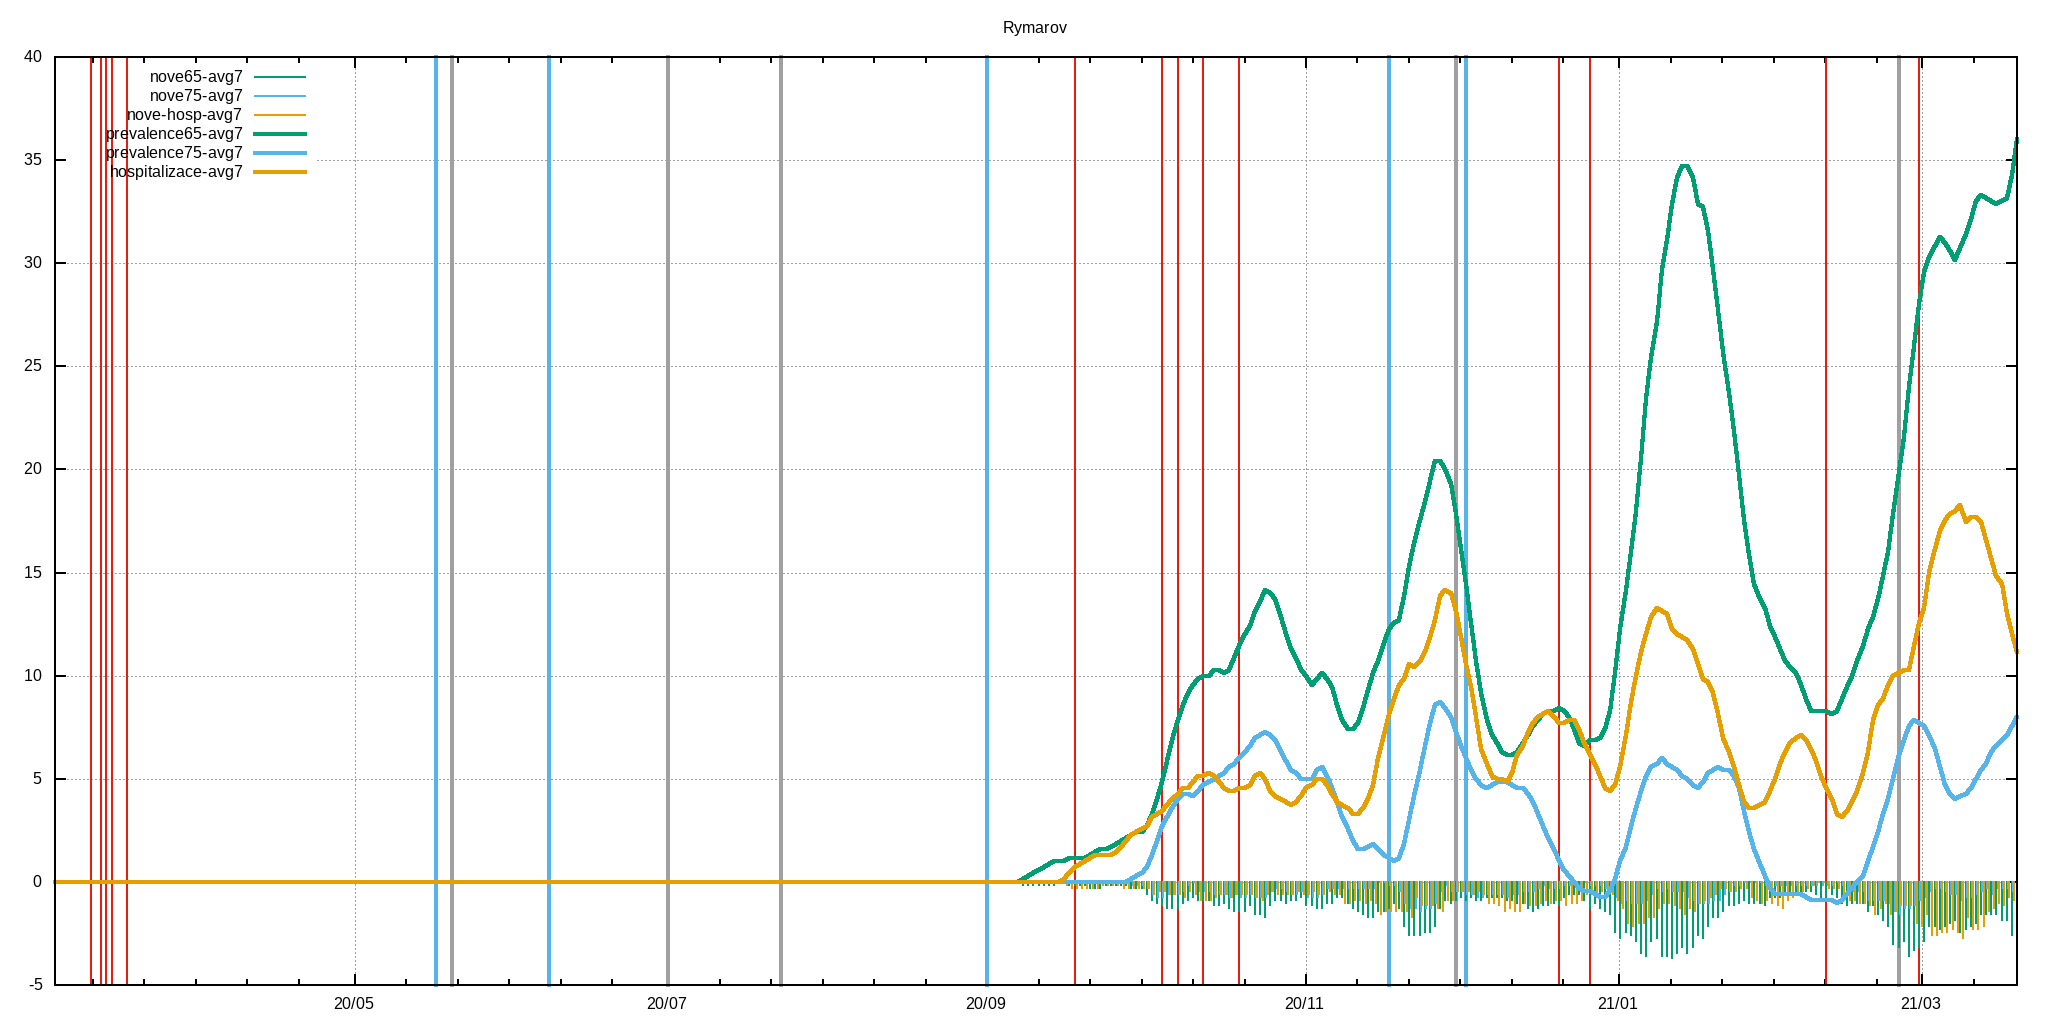 Rymarov
40
35
30
25
20
15
10
5
0
-5
nove65-avg7
nove75-avg7
nove-hosp-avg7
prevalence65-avg7
prevalence75-avg7
hospitalizace-avg7
20/05 20/07 20/09 20/11 21/01 21/03